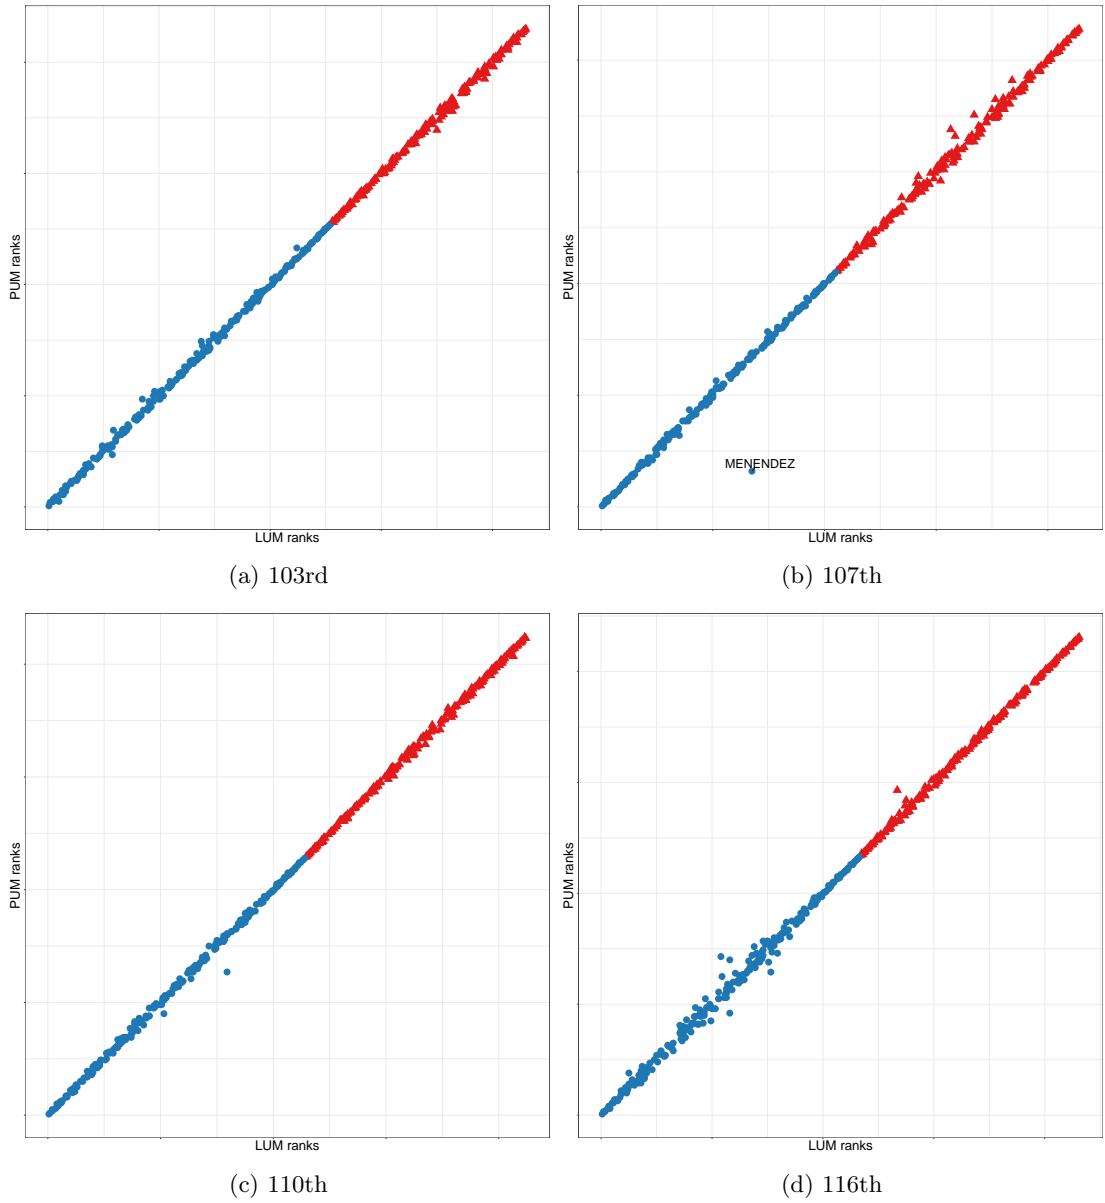 PUM ranks
LUM ranks
(a) 103rd
PUM ranks
MENENDEZ
LUM ranks
(b) 107th
PUM ranks
LUM ranks
(c) 110th
PUM ranks
LUM ranks
(d) 116th